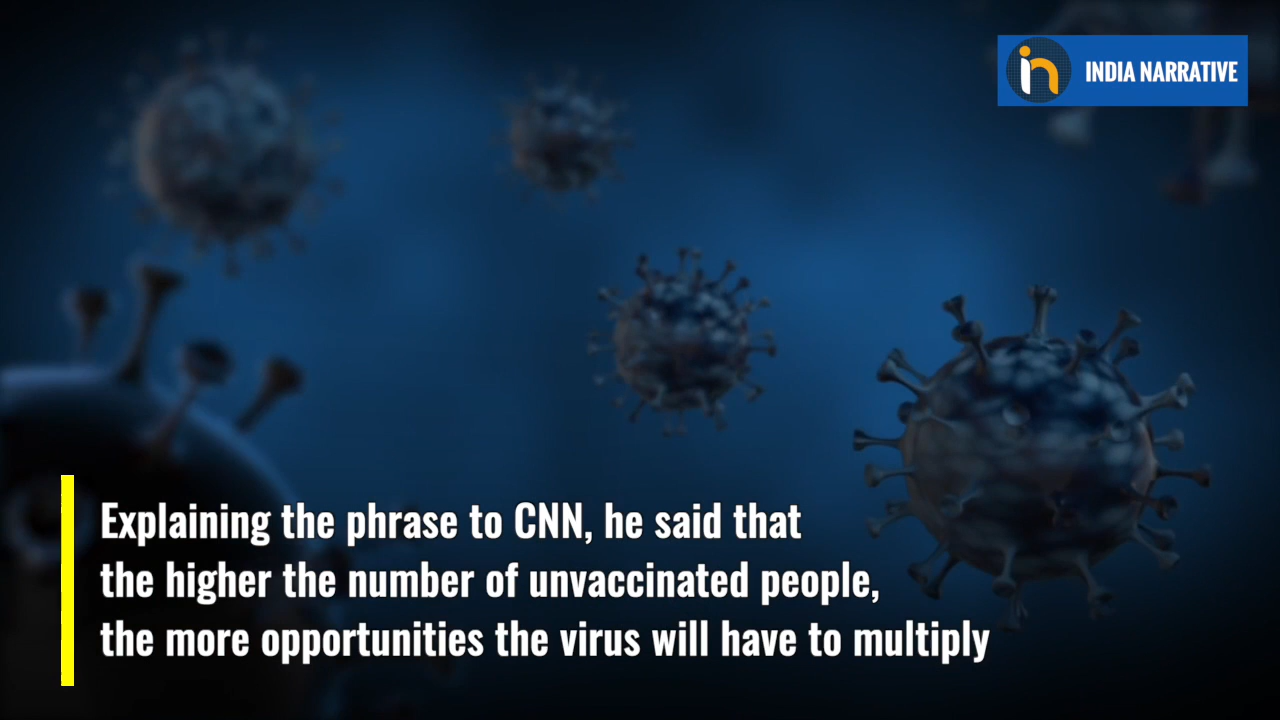 in INDIA NARRATIVE
Explaining the phrase to CNN, he said that
the higher the number of unvaccinated people,
the more opportunities the virus will have to multiply